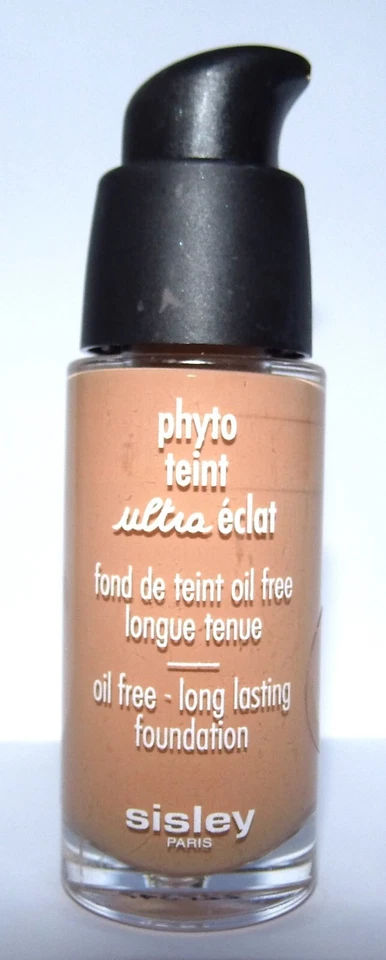 phyto
teint
ultra éclat
fond de teint oil free
longue tenue
oil free - long lasting
foundation
sisley
PARIS